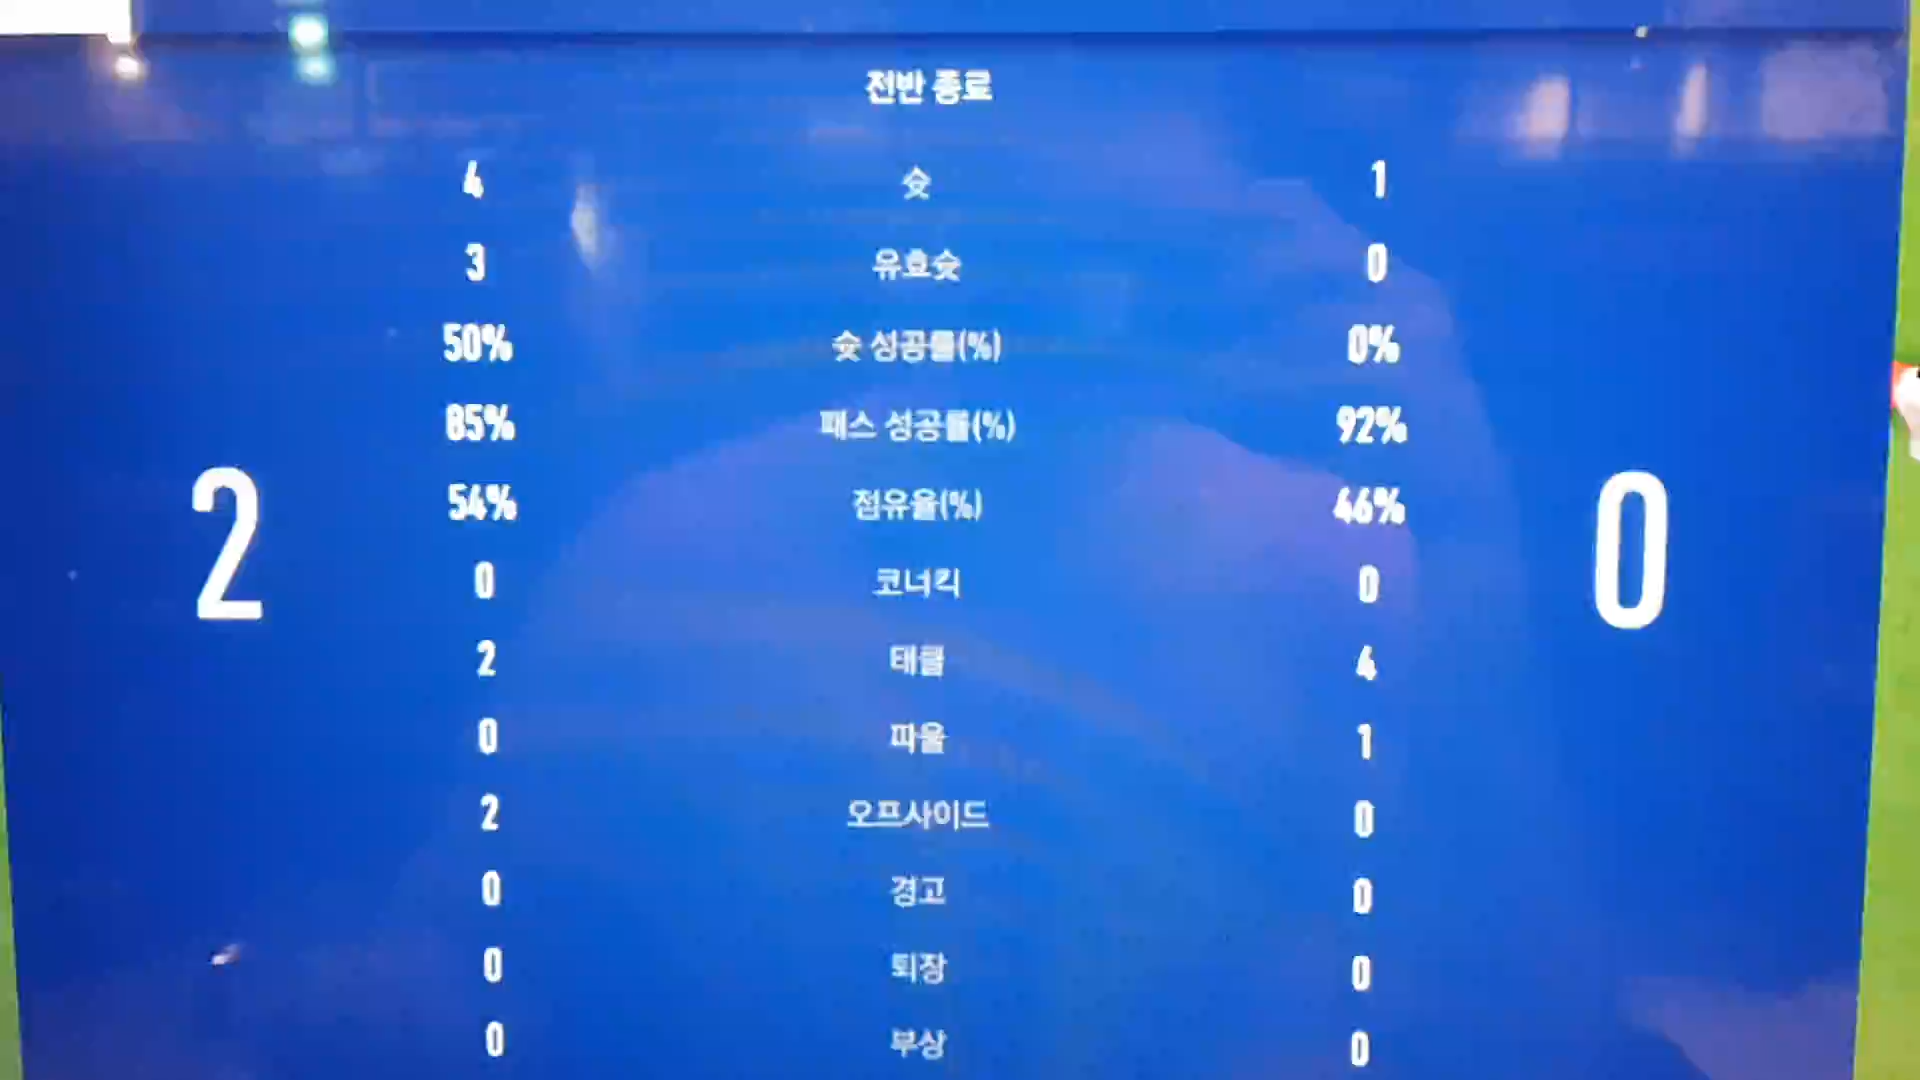 전반 종료
4 슛 1
3 유효슛 0
50% 슛 성공률(%) 0%
85% 패스 성공률(%) 92%
2 54% 점유율(%) 46% 0
0 코너킥 0
2 태클 4
0 파울 1
2 오프사이드 0
0 경고 0
0 퇴장 0
0 부상 0